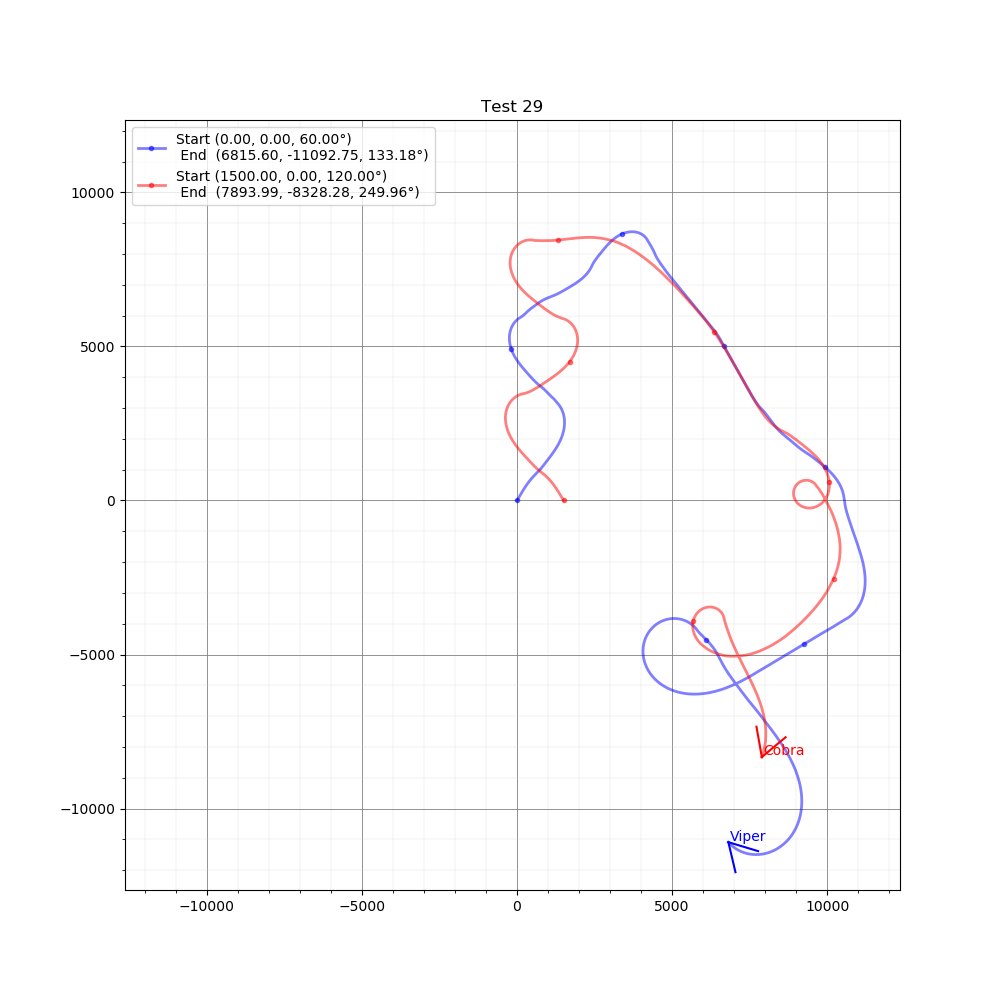 Test 29
Start (0.00, 0.00, 60.00°)
End  (6815.60, -11092.75, 133.18°)
Start (1500.00, 0.00, 120.00°)
End  (7893.99, -8328.28, 249.96°)
10000
5000
0
−5000
−10000
Cobra
Viper
−10000 −5000 0 5000 10000